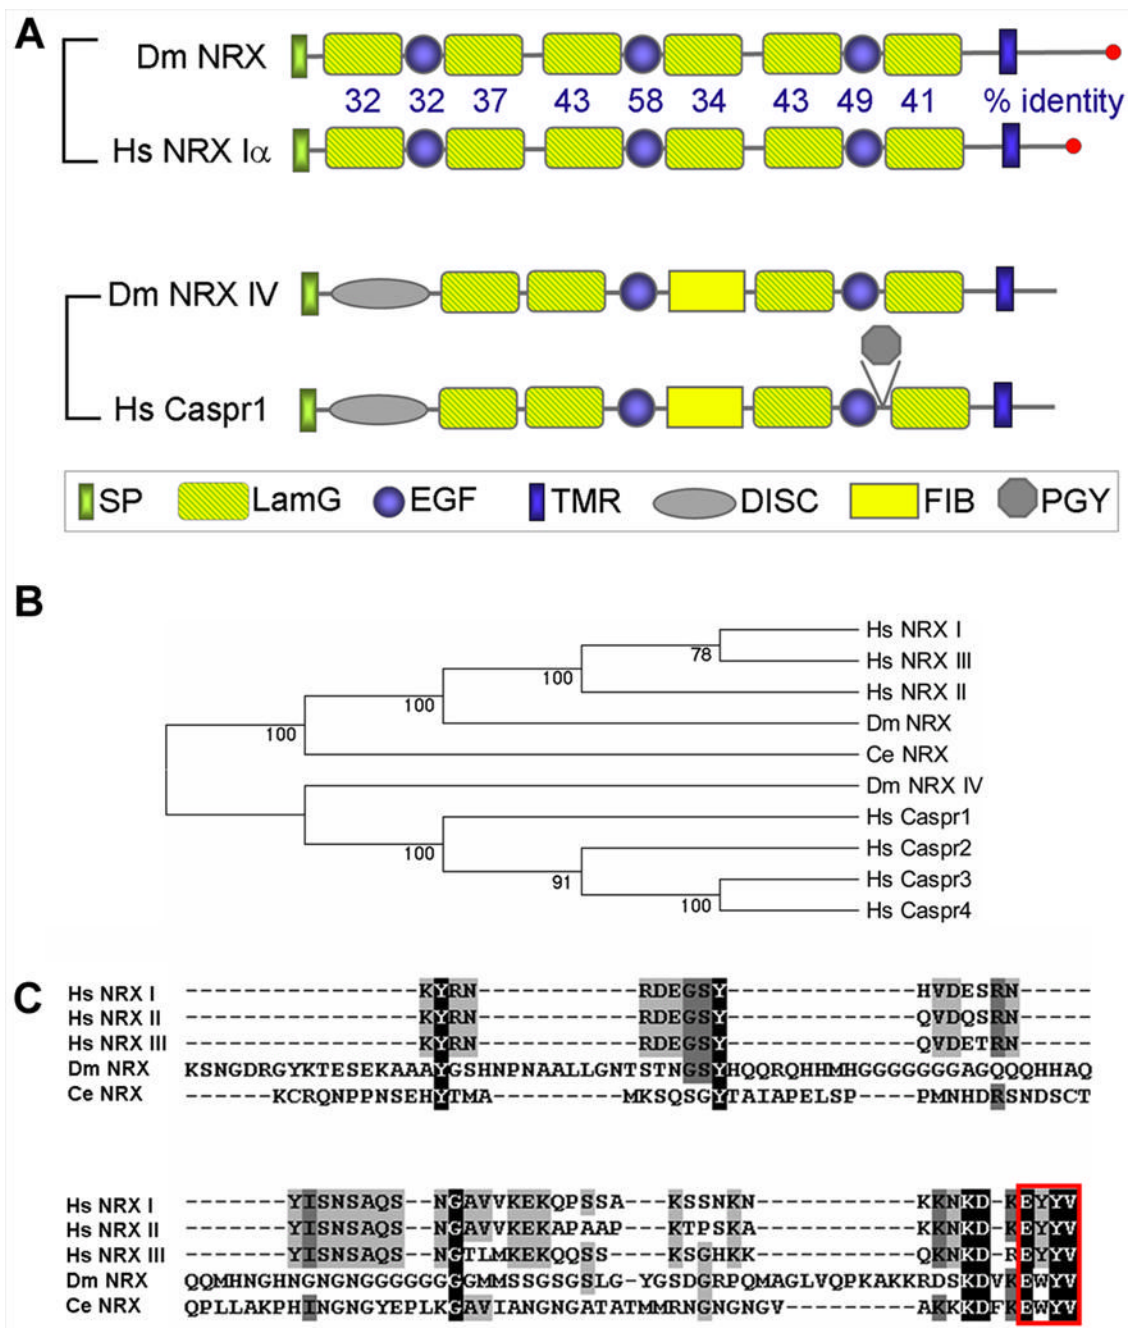 A
Dm NRX
32 32 37 43 58 34 43 49 41 % identity
Hs NRX Iα
Dm NRX IV
Hs Caspr1
SP LamG EGF TMR DISC FIB PGY
B
Hs NRX I
78
Hs NRX III
100
Hs NRX II
100
Dm NRX
100
Ce NRX
Dm NRX IV
Hs Caspr1
100
Hs Caspr2
91
Hs Caspr3
100
Hs Caspr4
C
Hs NRX I ----------------KYRN-----------RDEGSY-------------HVDESRN-----
Hs NRX II ----------------KYRN-----------RDEGSY-------------QVDQSRN-----
Hs NRX III ----------------KYRN-----------RDEGSY-------------QVDETRN-----
Dm NRX KSNGDRGYKTESEKAAAYGSHNPNAALLGNTSTNGSYHQQRQHHMHGGGGGGGAGQQQHHAQ
Ce NRX ------KCRQNPPNSEHYTMA---------MKSQSGYTAIAPELSP----PMNHDRSNDSCT
Hs NRX I -------YISNSAQS--NGAVVKEKQPSSA---KSSNKN-----------KKNKD-KEYYV
Hs NRX II -------YISNSAQS--NGAVVKEKAPAAP---KTPSKA-----------KKNKD-KEYYV
Hs NRX III -------YISNSAQS--NGTLMKEKQQSS----KSGHKK-----------QKNKD-REYYV
Dm NRX QQMHNGHNGNGNGGGGGGGGMMSSGSGSLG-YGSDGRPQMAGLVQPKAKKRDSKDVKEWYV
Ce NRX QPLLAKPHINGNGYEPLKGAVIANGNGATATMMRNGNGNGV---------AKKKDFKEWYV